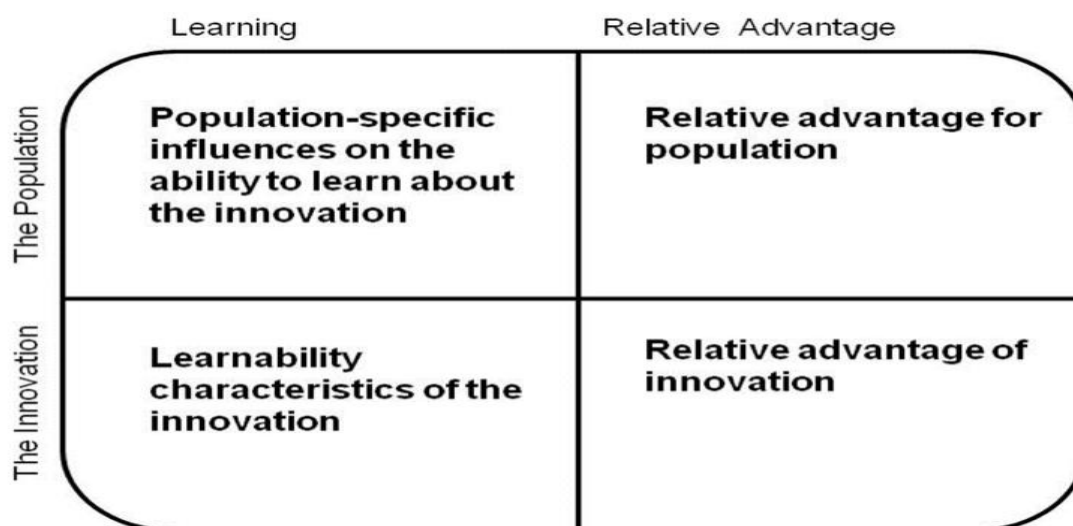 Learning
Relative Advantage
The Population
Population-specific
influences on the
ability to learn about
the innovation
Relative advantage for
population
The Innovation
Learnability
characteristics of the
innovation
Relative advantage of
innovation